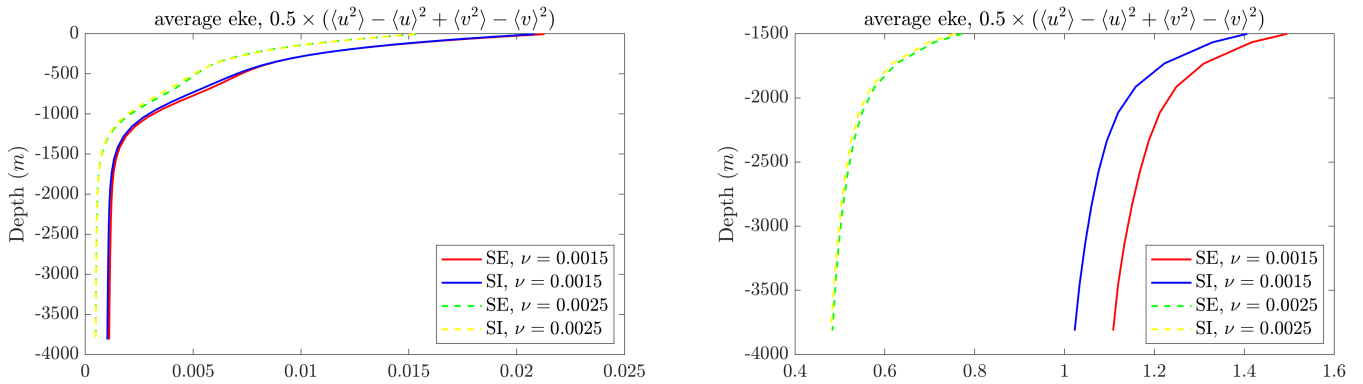 average eke, 0.5 × (⟨u²⟩ − ⟨u⟩² + ⟨v²⟩ − ⟨v⟩²)
Depth (m)
0
-500
-1000
-1500
-2000
-2500
-3000
-3500
-4000
SE, ν = 0.0015
SI, ν = 0.0015
SE, ν = 0.0025
SI, ν = 0.0025
0 0.005 0.01 0.015 0.02 0.025
average eke, 0.5 × (⟨u²⟩ − ⟨u⟩² + ⟨v²⟩ − ⟨v⟩²)
Depth (m)
-1500
-2000
-2500
-3000
-3500
-4000
SE, ν = 0.0015
SI, ν = 0.0015
SE, ν = 0.0025
SI, ν = 0.0025
0.4 0.6 0.8 1 1.2 1.4 1.6